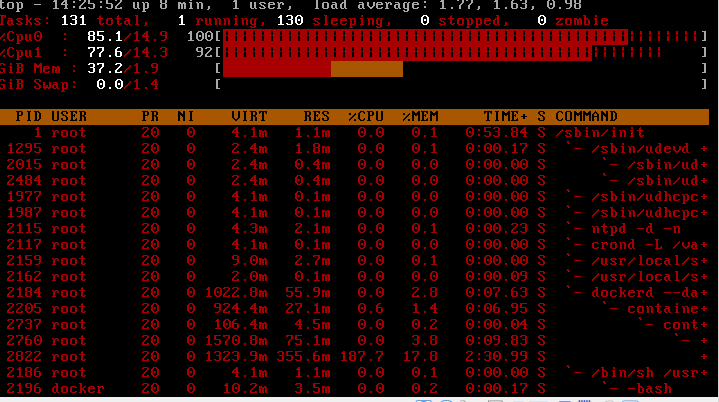 top - 14:25:52 up 8 min,  1 user,  load average: 1.77, 1.63, 0.98
Tasks: 131 total,   1 running, 130 sleeping,   0 stopped,   0 zombie
%Cpu0  :  85.1/14.9  100[||||||||||||||||||||||||||||||||||||||||||||||||||||]
%Cpu1  :  77.6/14.3   92[||||||||||||||||||||||||||||||||||||||||||||||||    ]
GiB Mem : 37.2/1.9      [                                                    ]
GiB Swap:  0.0/1.4      [                                                    ]
PID USER      PR  NI    VIRT    RES  %CPU  %MEM     TIME+ S COMMAND
1 root      20   0    4.1m   1.1m   0.0   0.1   0:53.84 S /sbin/init
1295 root      20   0    2.4m   1.8m   0.0   0.1   0:00.17 S  `- /sbin/udevd +
2015 root      20   0    2.4m   0.4m   0.0   0.0   0:00.00 S      `- /sbin/ud+
2484 root      20   0    2.4m   0.4m   0.0   0.0   0:00.00 S      `- /sbin/ud+
1977 root      20   0    4.1m   0.1m   0.0   0.0   0:00.00 S  `- /sbin/udhcpc+
1987 root      20   0    4.1m   0.1m   0.0   0.0   0:00.00 S  `- /sbin/udhcpc+
2115 root      20   0    4.3m   2.1m   0.0   0.1   0:00.23 S  `- ntpd -d -n
2117 root      20   0    4.1m   0.1m   0.0   0.0   0:00.00 S  `- crond -L /va+
2159 root      20   0    9.0m   2.7m   0.0   0.1   0:00.00 S  `- /usr/local/s+
2162 root      20   0    2.0m   0.1m   0.0   0.0   0:00.09 S  `- /usr/local/s+
2184 root      20   0 1022.8m  55.9m   0.0   2.8   0:07.63 S  `- dockerd --da+
2205 root      20   0  924.4m  27.1m   0.6   1.4   0:06.95 S      `- containe+
2737 root      20   0  106.4m   4.5m   0.0   0.2   0:00.04 S          `- cont+
2760 root      20   0 1570.8m  75.1m   0.0   3.8   0:09.83 S              `- +
2822 root      20   0 1323.9m 355.6m 187.7  17.8   2:30.99 S                 +
2186 root      20   0    4.1m   1.1m   0.0   0.1   0:00.00 S  `- /bin/sh /usr+
2196 docker    20   0   10.2m   3.5m   0.0   0.2   0:00.17 S      `- -bash